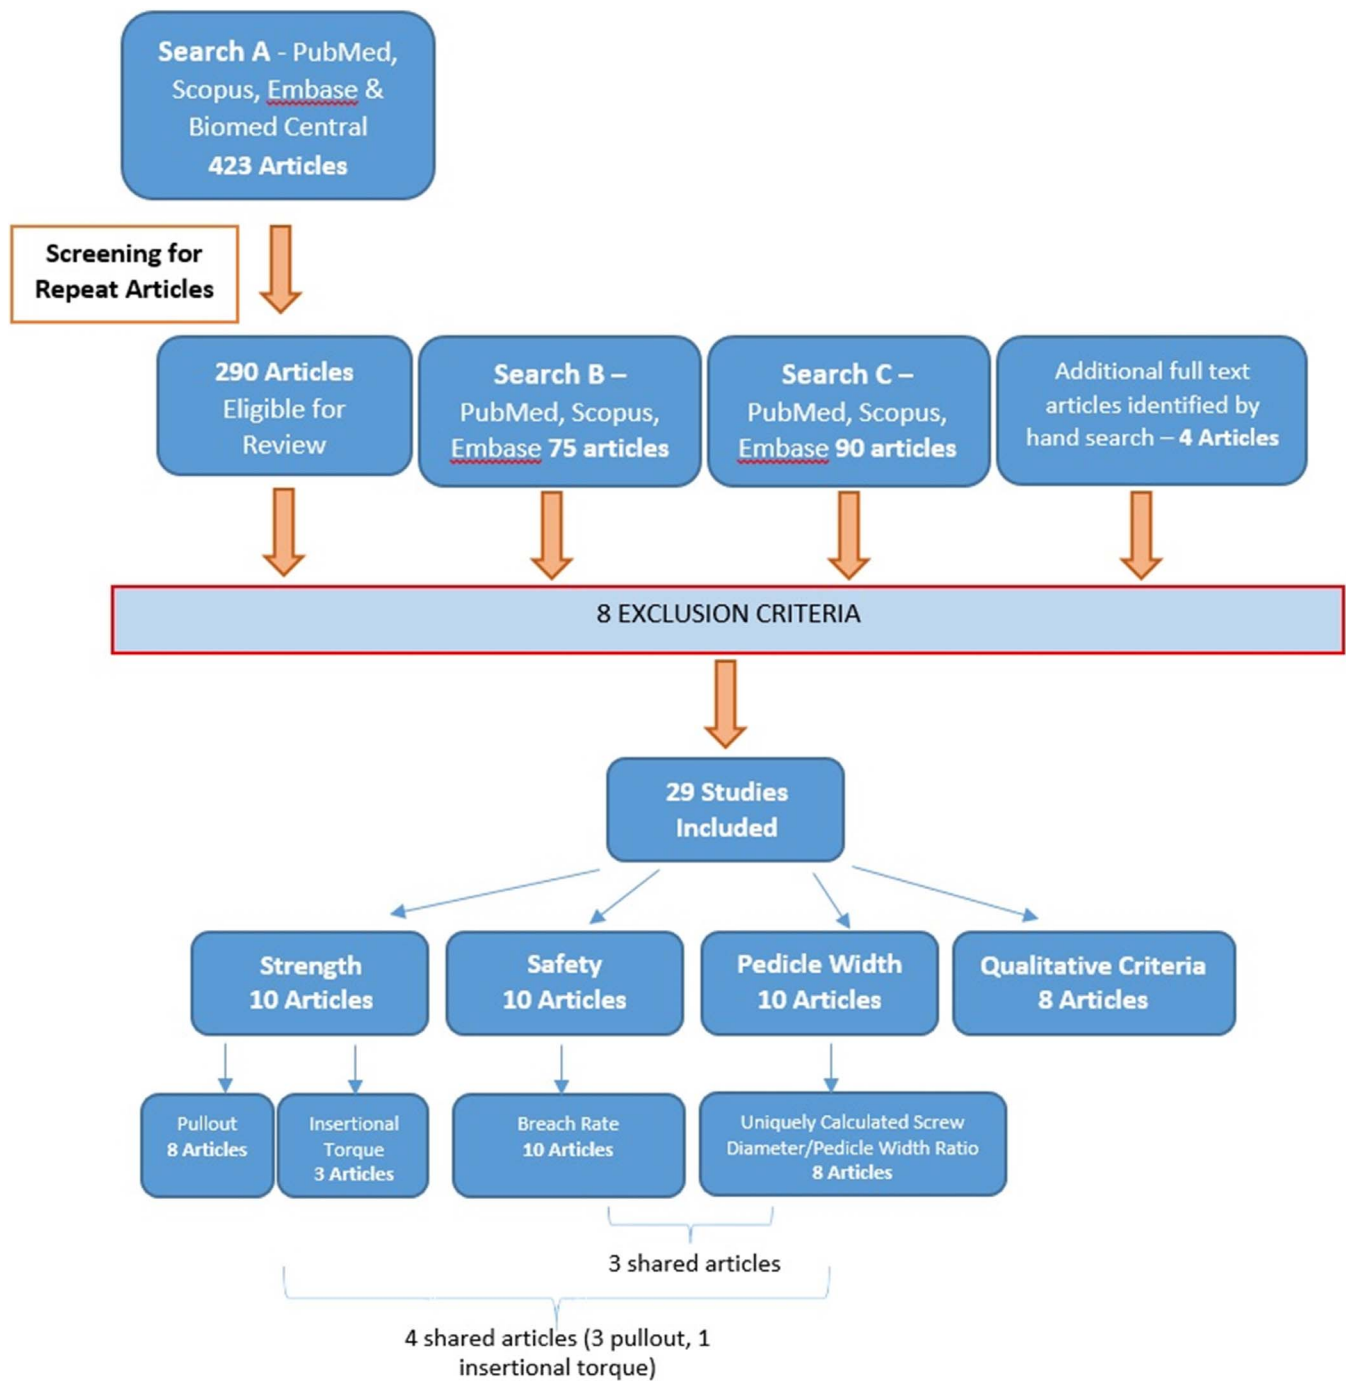 Search A - PubMed,
Scopus, Embase &
Biomed Central
423 Articles
Screening for
Repeat Articles
290 Articles
Eligible for
Review
Search B –
PubMed, Scopus,
Embase 75 articles
Search C –
PubMed, Scopus,
Embase 90 articles
Additional full text
articles identified by
hand search – 4 Articles
8 EXCLUSION CRITERIA
29 Studies
Included
Strength
10 Articles
Safety
10 Articles
Pedicle Width
10 Articles
Qualitative Criteria
8 Articles
Pullout
8 Articles
Insertional
Torque
3 Articles
Breach Rate
10 Articles
Uniquely Calculated Screw
Diameter/Pedicle Width Ratio
8 Articles
3 shared articles
4 shared articles (3 pullout, 1
insertional torque)